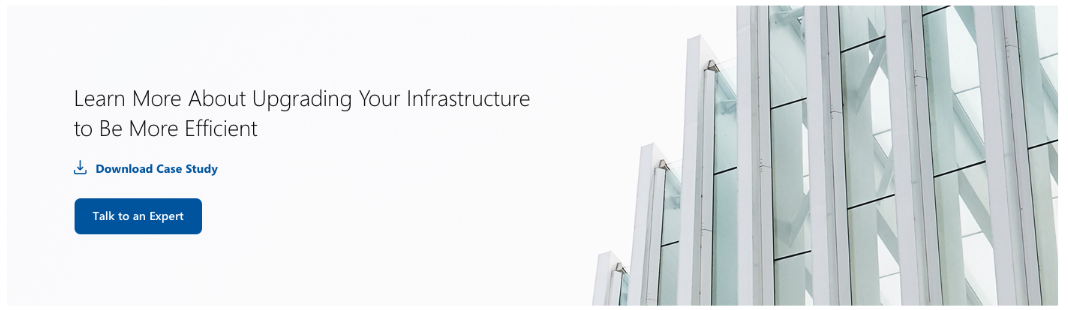 Learn More About Upgrading Your Infrastructure
to Be More Efficient
Download Case Study
Talk to an Expert